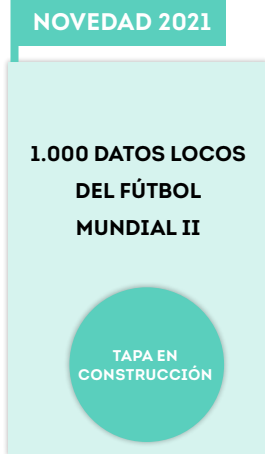 NOVEDAD 2021
1.000 DATOS LOCOS
DEL FÚTBOL
MUNDIAL II
TAPA EN
CONSTRUCCIÓN